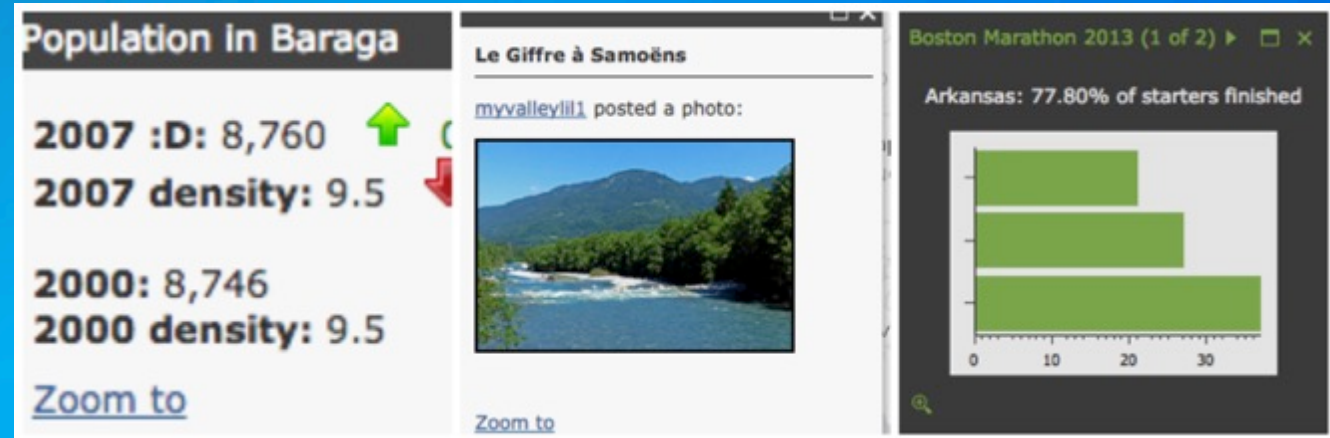 Population in Baraga
2007 :D: 8,760
2007 density: 9.5
2000: 8,746
2000 density: 9.5
Zoom to
Le Giffre à Samoëns
myvalleylil1 posted a photo:
Zoom to
Boston Marathon 2013 (1 of 2)
Arkansas: 77.80% of starters finished
0 10 20 30